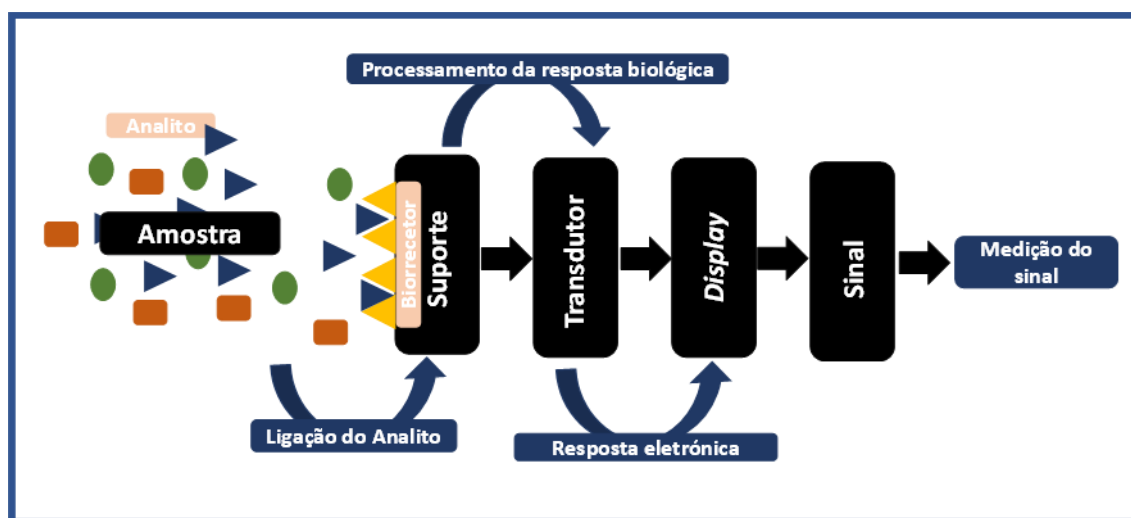 Processamento da resposta biológica
Analito
Amostra
Biorrecetor
Suporte
Transdutor
Display
Sinal
Medição do
sinal
Ligação do Analito
Resposta eletrónica